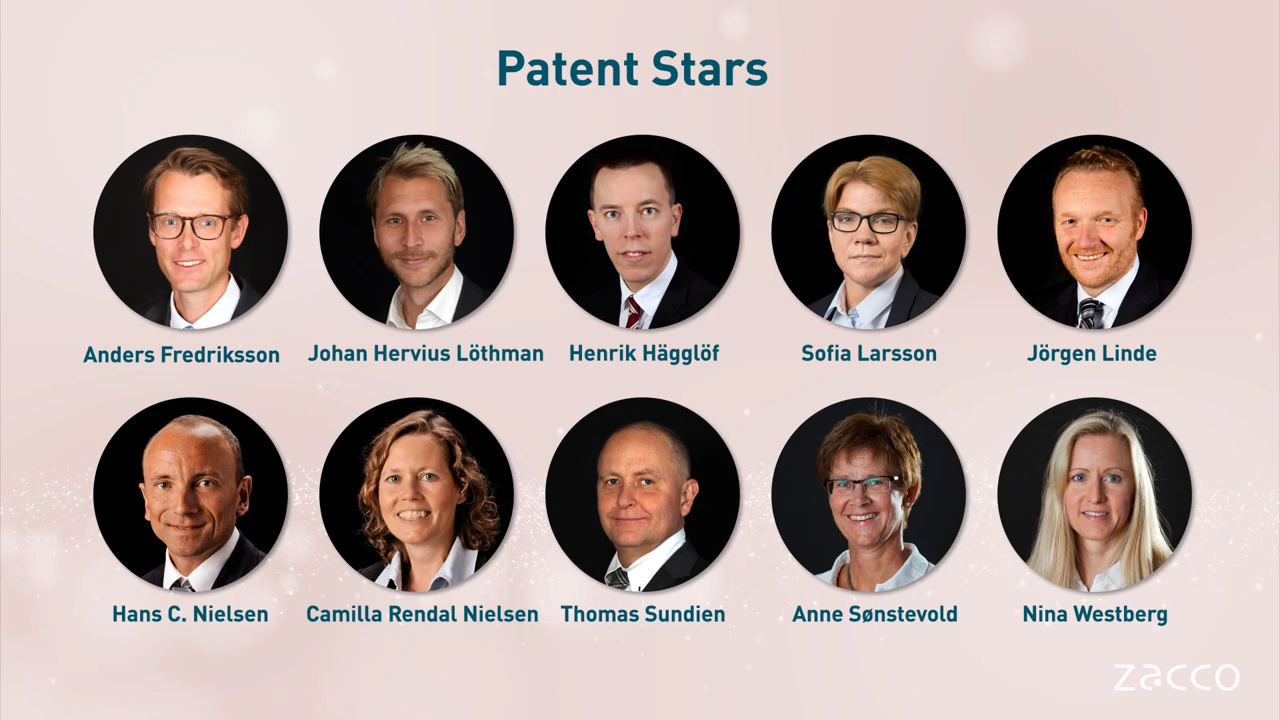 Patent Stars
Anders Fredriksson
Johan Hervius Löthman
Henrik Hägglöf
Sofia Larsson
Jörgen Linde
Hans C. Nielsen
Camilla Rendal Nielsen
Thomas Sundien
Anne Sønstevold
Nina Westberg
zacco